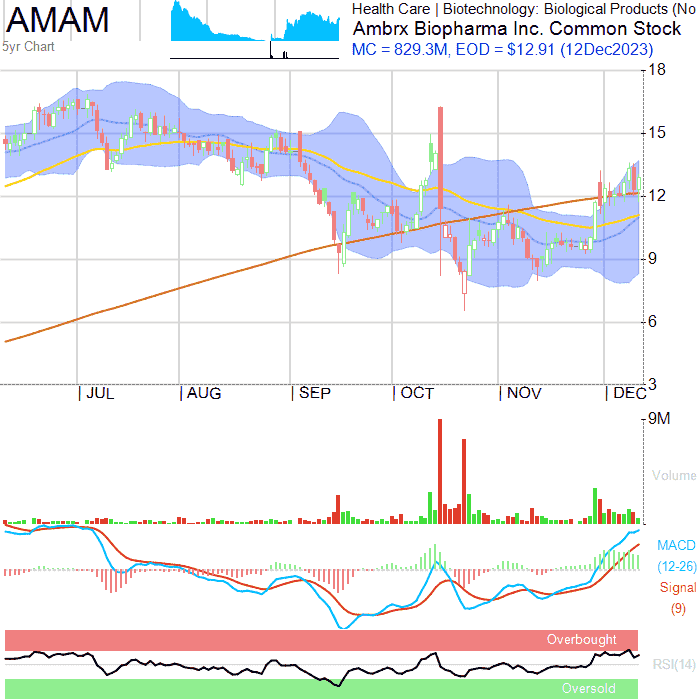 AMAM
5yr Chart
Health Care | Biotechnology: Biological Products (No
Ambrx Biopharma Inc. Common Stock
MC = 829.3M, EOD = $12.91 (12Dec2023)
18
15
12
9
6
3
| JUL | AUG | SEP | OCT | NOV | DEC
9M
Volume
MACD
(12-26)
Signal
(9)
Overbought
RSI(14)
Oversold